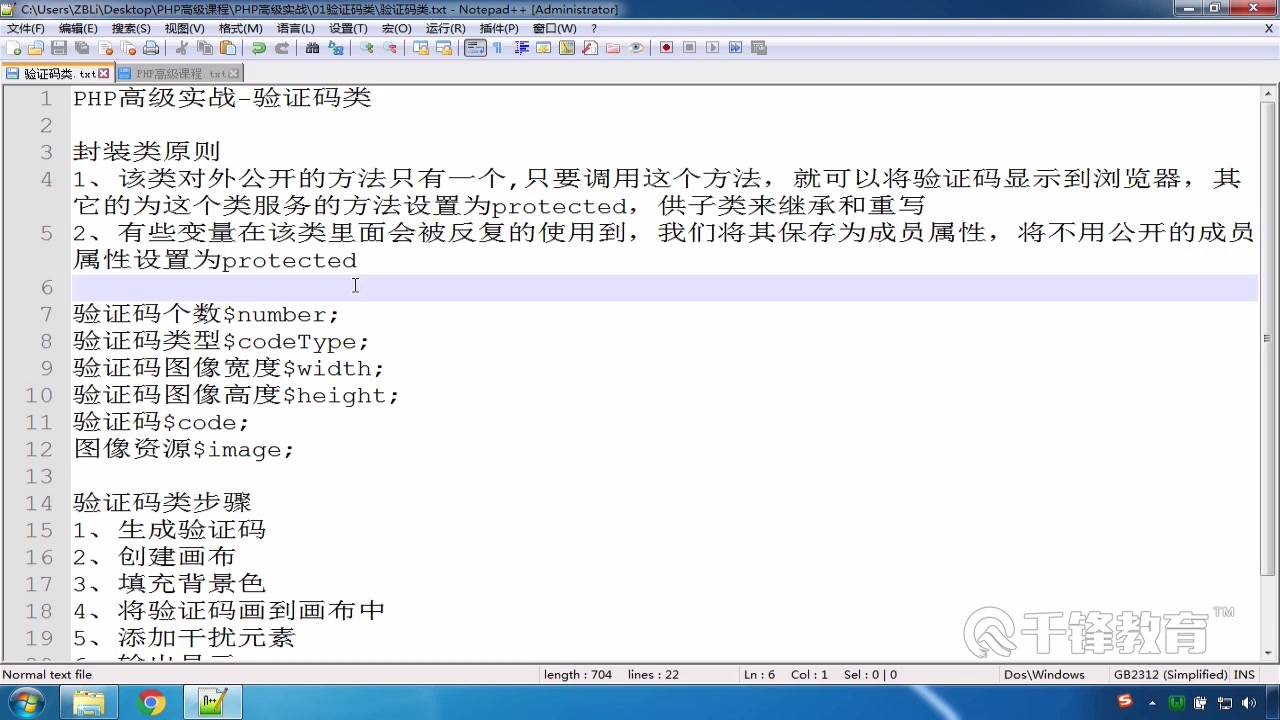 C:\Users\ZBLi\Desktop\PHP高级课程\PHP高级实战\01验证码类\验证码类.txt - Notepad++ [Administrator]
文件(F) 编辑(E) 搜索(S) 视图(V) 格式(M) 语言(L) 设置(T) 宏(O) 运行(R) 插件(P) 窗口(W) ? X
验证码类.txt PHP高级课程 txt
1 PHP高级实战-验证码类
2
3 封装类原则
4 1、该类对外公开的方法只有一个,只要调用这个方法，就可以将验证码显示到浏览器，其
它的为这个类服务的方法设置为protected，供子类来继承和重写
5 2、有些变量在该类里面会被反复的使用到，我们将其保存为成员属性，将不用公开的成员
属性设置为protected
6
7 验证码个数$number;
8 验证码类型$codeType;
9 验证码图像宽度$width;
10 验证码图像高度$height;
11 验证码$code;
12 图像资源$image;
13
14 验证码类步骤
15 1、生成验证码
16 2、创建画布
17 3、填充背景色
18 4、将验证码画到画布中
19 5、添加干扰元素
千锋教育™
Normal text file length : 704 lines : 22 Ln : 6 Col : 1 Sel : 0 | 0 Dos\Windows GB2312 (Simplified) INS